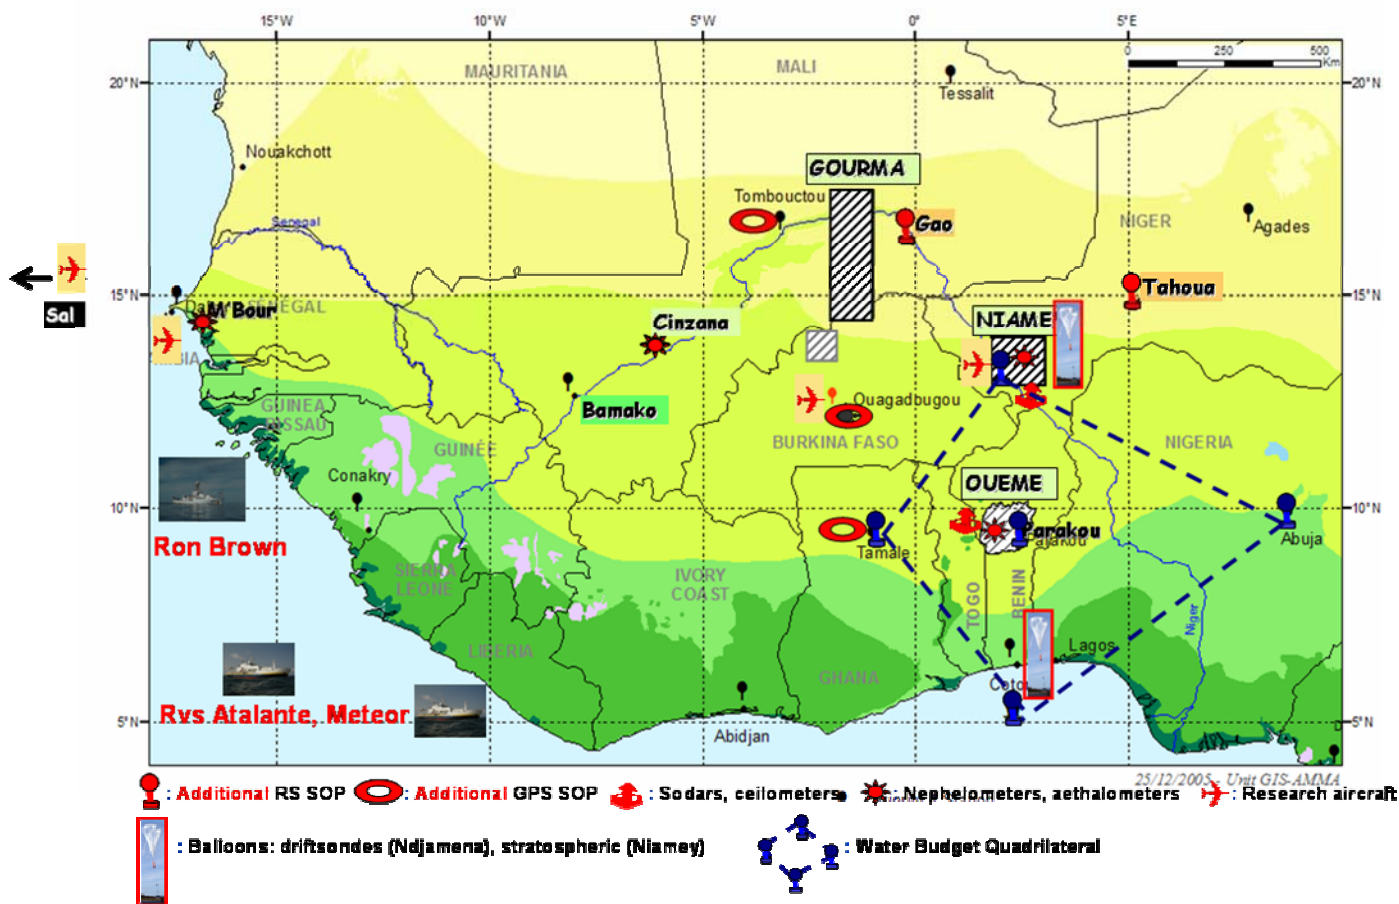 15°W 10°W 5°W 0° 5°E
0 250 500
Km
20°N 20°N
MAURITANIA MALI
Tessalit
Nouakchott
GOURMA
Tombouctou
Senegal
Gao
NIGER
Agades
Sal
15°N 15°N
Tahoua
M'Bour
SÉNÉGAL
Cinzana
NIAME
Bamako
Ouagadbugou
GUINEA
BISSAU
GUINÉE
BURKINA FASO
NIGERIA
Conakry
OUEME
10°N 10°N
Parakou
Tamale
Abuja
Ron Brown
SIERRA
LEONE
IVORY
COAST
TOGO
BENIN
Niger
LIBERIA
Lagos
GHANA
Coto
Rvs Atalante, Meteor
5°N 5°N
Abidjan
25/12/2005 - Unit GIS-AMMA
: Additional RS SOP : Additional GPS SOP : Sodars, ceilometers : Nephelometers, aethalometers : Research aircraft
: Balloons: driftsondes (Ndjamena), stratospheric (Niamey) : Water Budget Quadrilateral